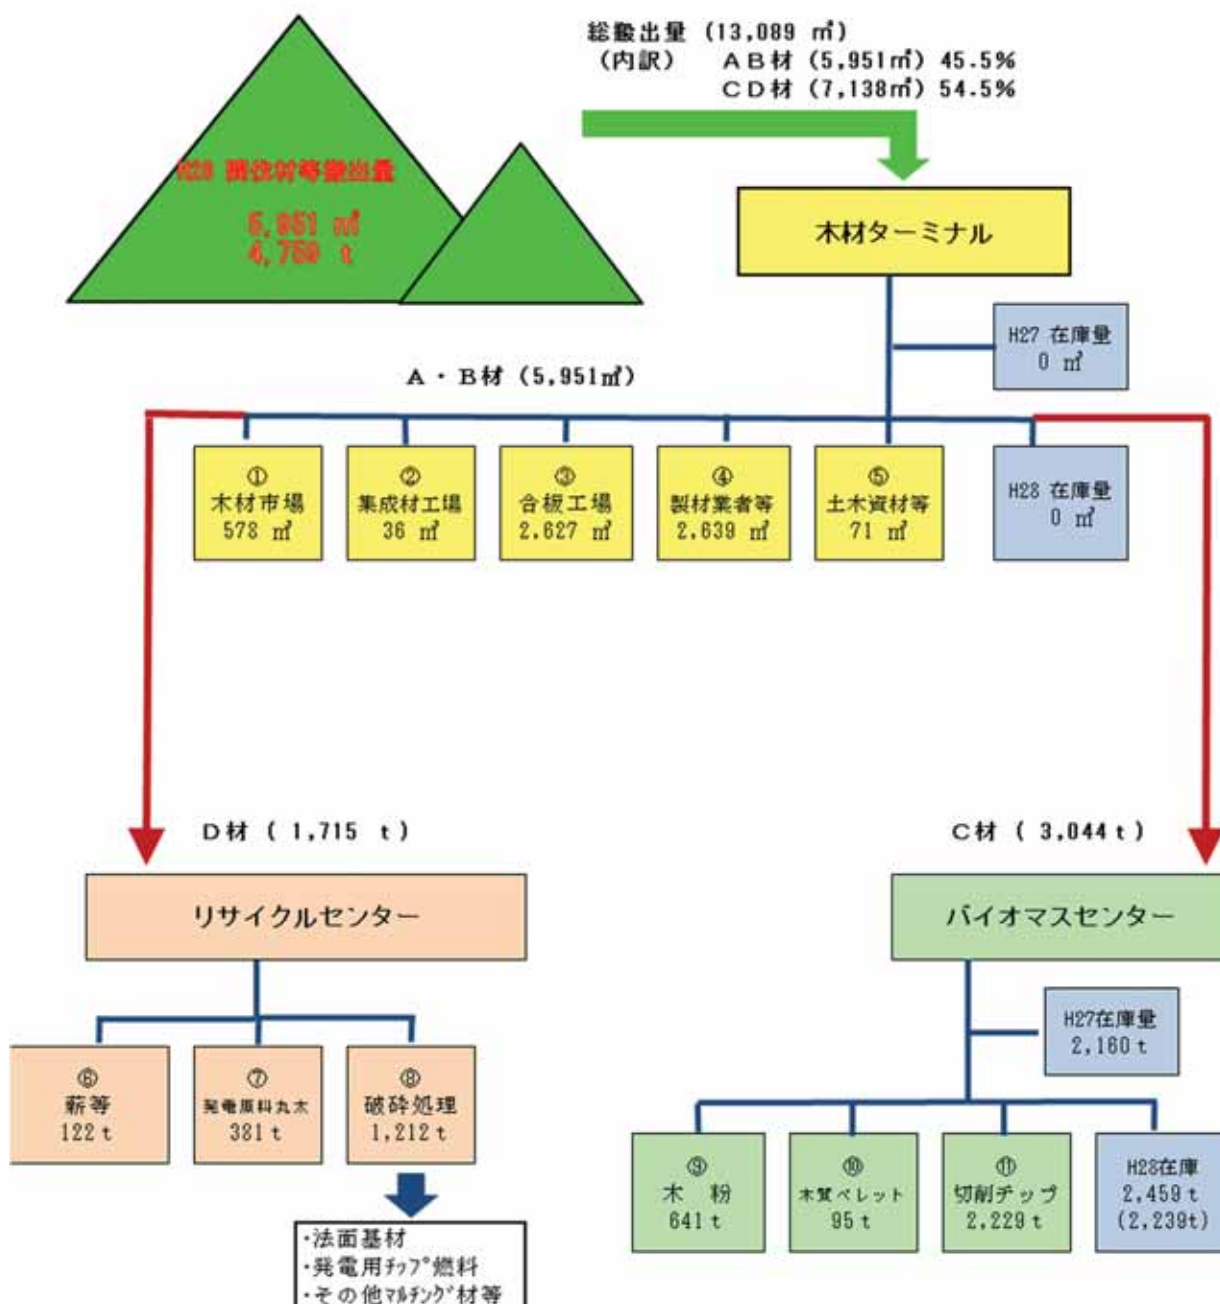 総搬出量 (13,089 ㎥)
(内訳) AB材 (5,951㎥) 45.5%
CD材 (7,138㎥) 54.5%
H28 間伐材等搬出量
5,951 ㎥
4,759 t
木材ターミナル
H27 在庫量
0 ㎥
A・B材 (5,951㎥)
①
木材市場
578 ㎥
②
集成材工場
36 ㎥
③
合板工場
2,627 ㎥
④
製材業者等
2,639 ㎥
⑤
土木資材等
71 ㎥
H28 在庫量
0 ㎥
D材 ( 1,715 t )
C材 ( 3,044 t )
リサイクルセンター
バイオマスセンター
H27在庫量
2,160 t
⑥
薪等
122 t
⑦
発電原料丸太
381 t
⑧
破砕処理
1,212 t
⑨
木 粉
641 t
⑩
木質ペレット
95 t
⑪
切削チップ
2,229 t
H28在庫
2,459 t
(2,239t)
・法面基材
・発電用ﾁｯﾌﾟ燃料
・その他ﾏﾙﾁﾝｸﾞ材等